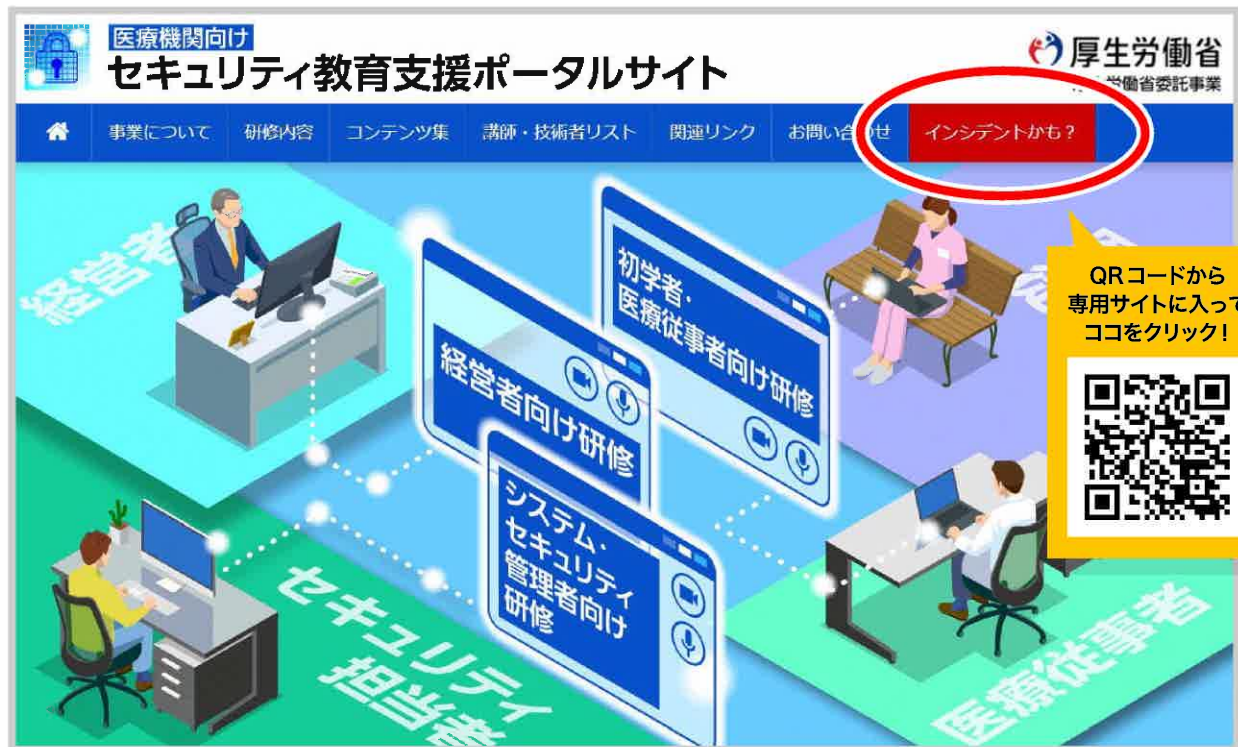 医療機関向け
セキュリティ教育支援ポータルサイト
厚生労働省
労働省委託事業
事業について
研修内容
コンテンツ集
講師・技術者リスト
関連リンク
お問い合わせ
インシデントかも?
経営者
初学者・
医療従事者向け研修
QRコードから
専用サイトに入って
ココをクリック!
経営者向け研修
システム・
セキュリティ
管理者向け
研修
セキュリティ
担当者
医療従事者